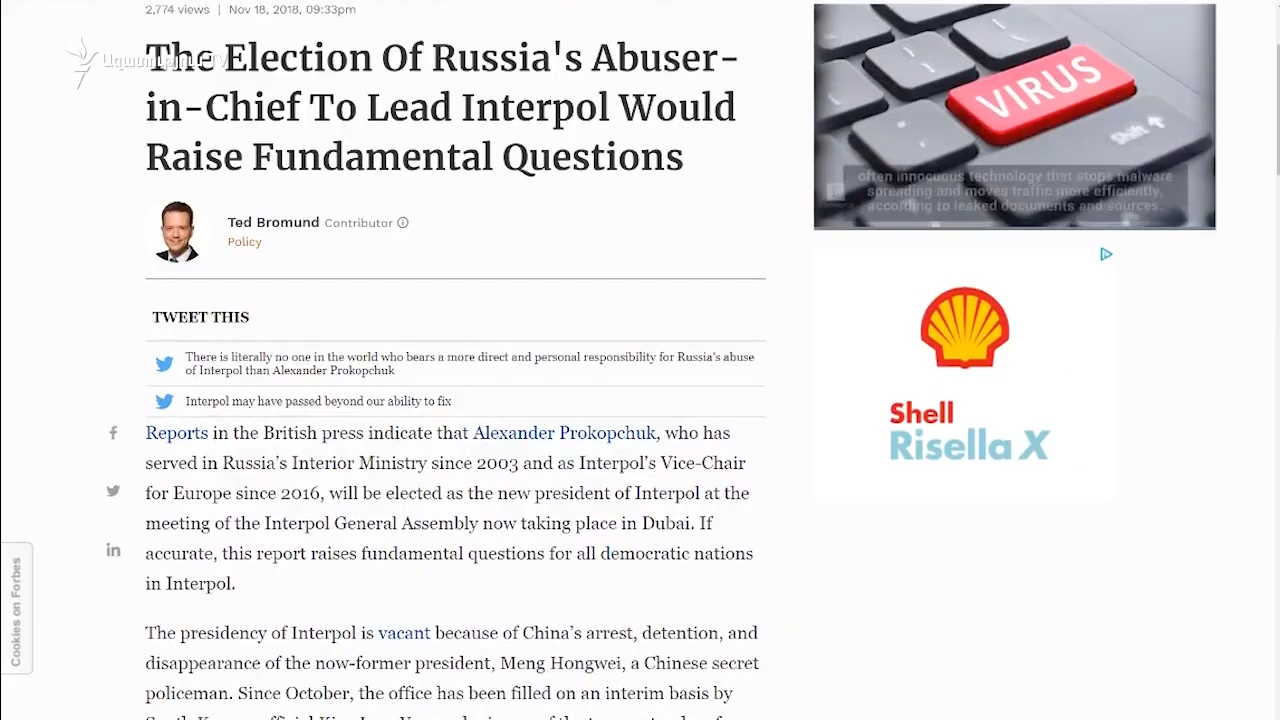 2,774 views | Nov 18, 2018, 09:33pm
Ազատություն TV
The Election Of Russia's Abuser-
in-Chief To Lead Interpol Would
Raise Fundamental Questions
Ted Bromund Contributor
Policy
TWEET THIS
There is literally no one in the world who bears a more direct and personal responsibility for Russia's abuse
of Interpol than Alexander Prokopchuk
Interpol may have passed beyond our ability to fix
Reports in the British press indicate that Alexander Prokopchuk, who has
served in Russia's Interior Ministry since 2003 and as Interpol's Vice-Chair
for Europe since 2016, will be elected as the new president of Interpol at the
meeting of the Interpol General Assembly now taking place in Dubai. If
accurate, this report raises fundamental questions for all democratic nations
in Interpol.
The presidency of Interpol is vacant because of China's arrest, detention, and
disappearance of the now-former president, Meng Hongwei, a Chinese secret
policeman. Since October, the office has been filled on an interim basis by
VIRUS
Shift
often innocuous technology that stops malware
spreading and moves traffic more efficiently,
according to leaked documents and sources.
Shell
Risella X
Cookies on Forbes